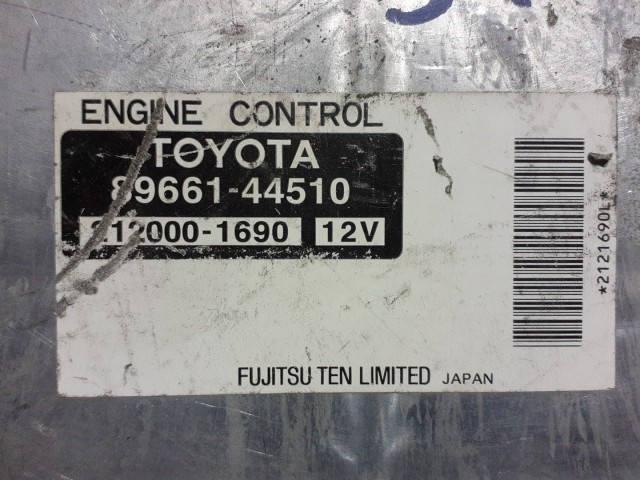 ENGINE CONTROL
TOYOTA
89661-44510
212000-1690 12V
*2121690L*
FUJITSU TEN LIMITED JAPAN